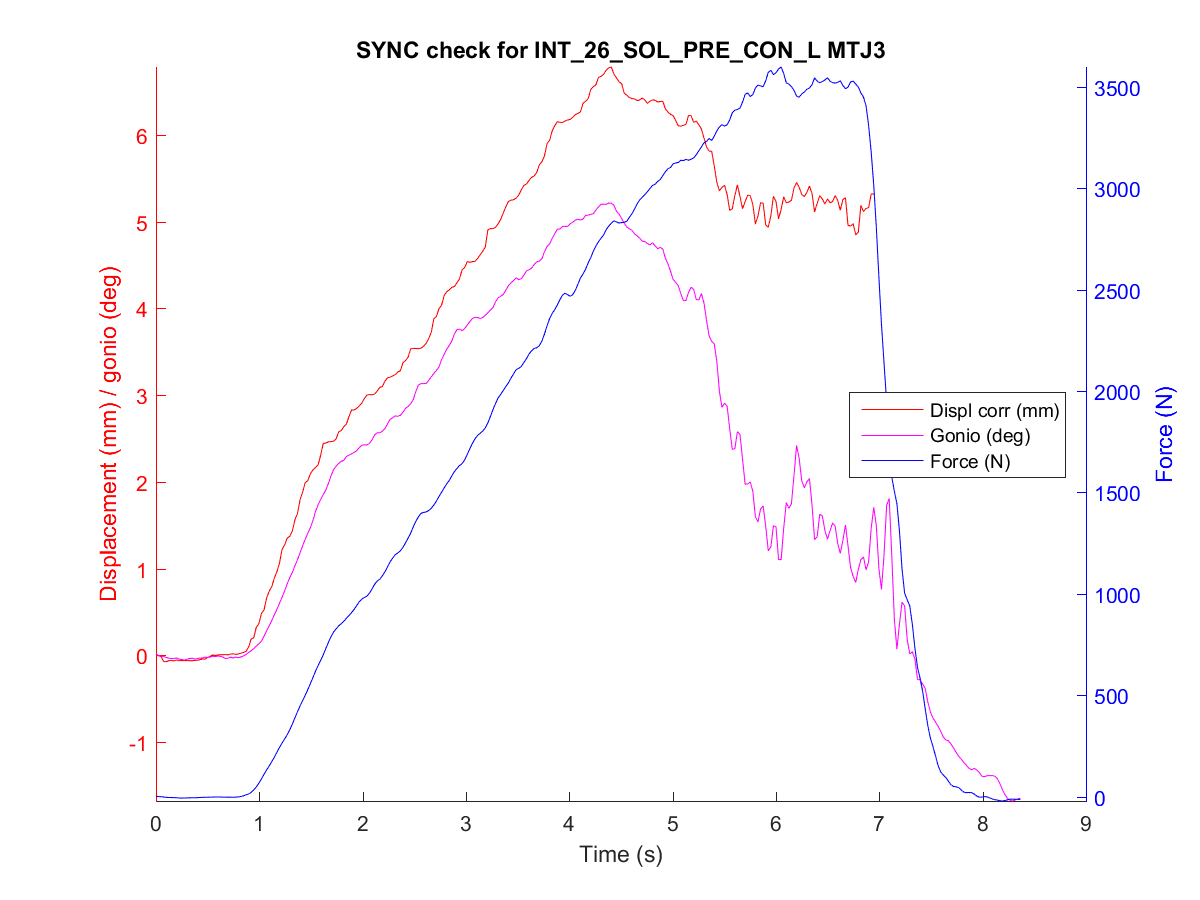 SYNC check for INT_26_SOL_PRE_CON_L MTJ3
Displacement (mm) / gonio (deg)
6
5
4
3
2
1
0
-1
3500
3000
2500
2000
1500
1000
500
0
Force (N)
Displ corr (mm)
Gonio (deg)
Force (N)
0 1 2 3 4 5 6 7 8 9
Time (s)